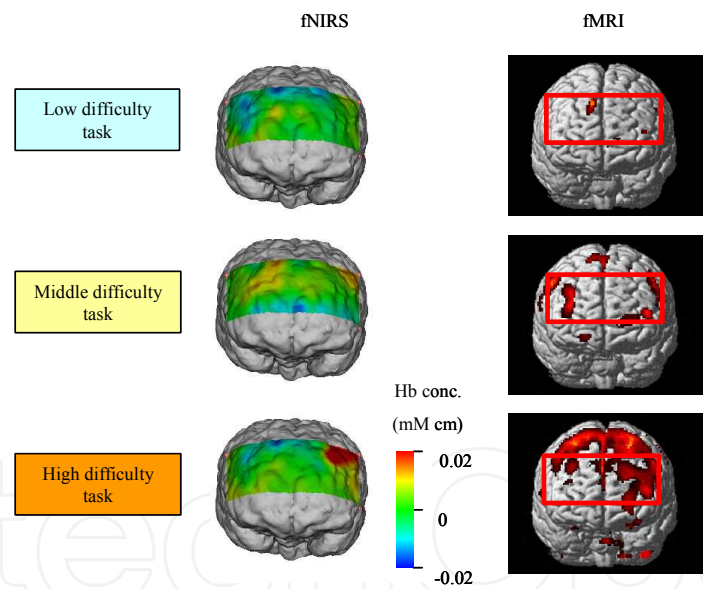 fNIRS
fMRI
Low difficulty
task
Middle difficulty
task
Hb conc.
(mM cm)
High difficulty
task
0.02
0
-0.02